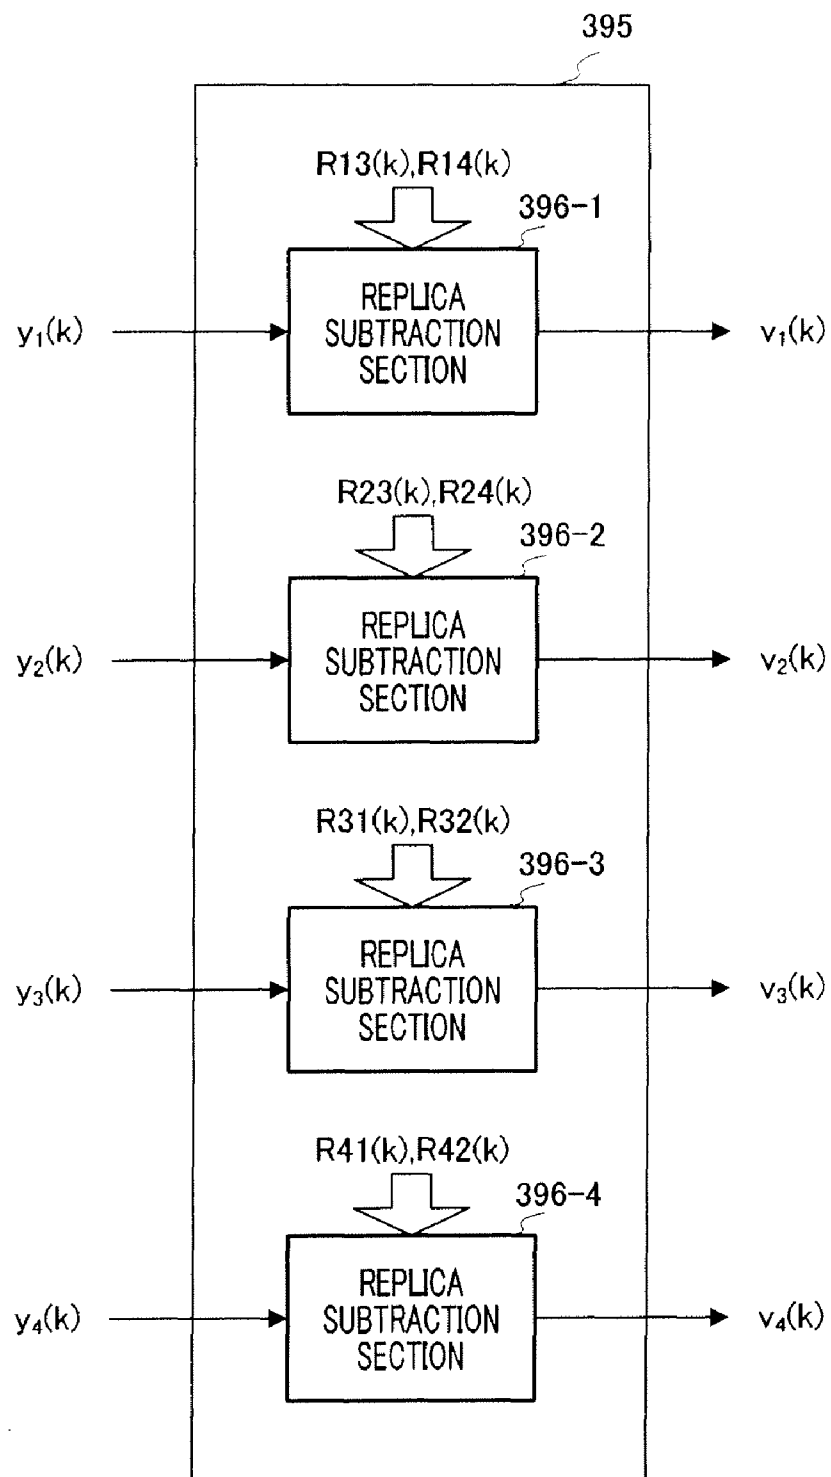 395
R13(k),R14(k)
396-1
y₁(k)
REPLICA
SUBTRACTION
SECTION
v₁(k)
R23(k),R24(k)
396-2
y₂(k)
REPLICA
SUBTRACTION
SECTION
v₂(k)
R31(k),R32(k)
396-3
y₃(k)
REPLICA
SUBTRACTION
SECTION
v₃(k)
R41(k),R42(k)
396-4
y₄(k)
REPLICA
SUBTRACTION
SECTION
v₄(k)